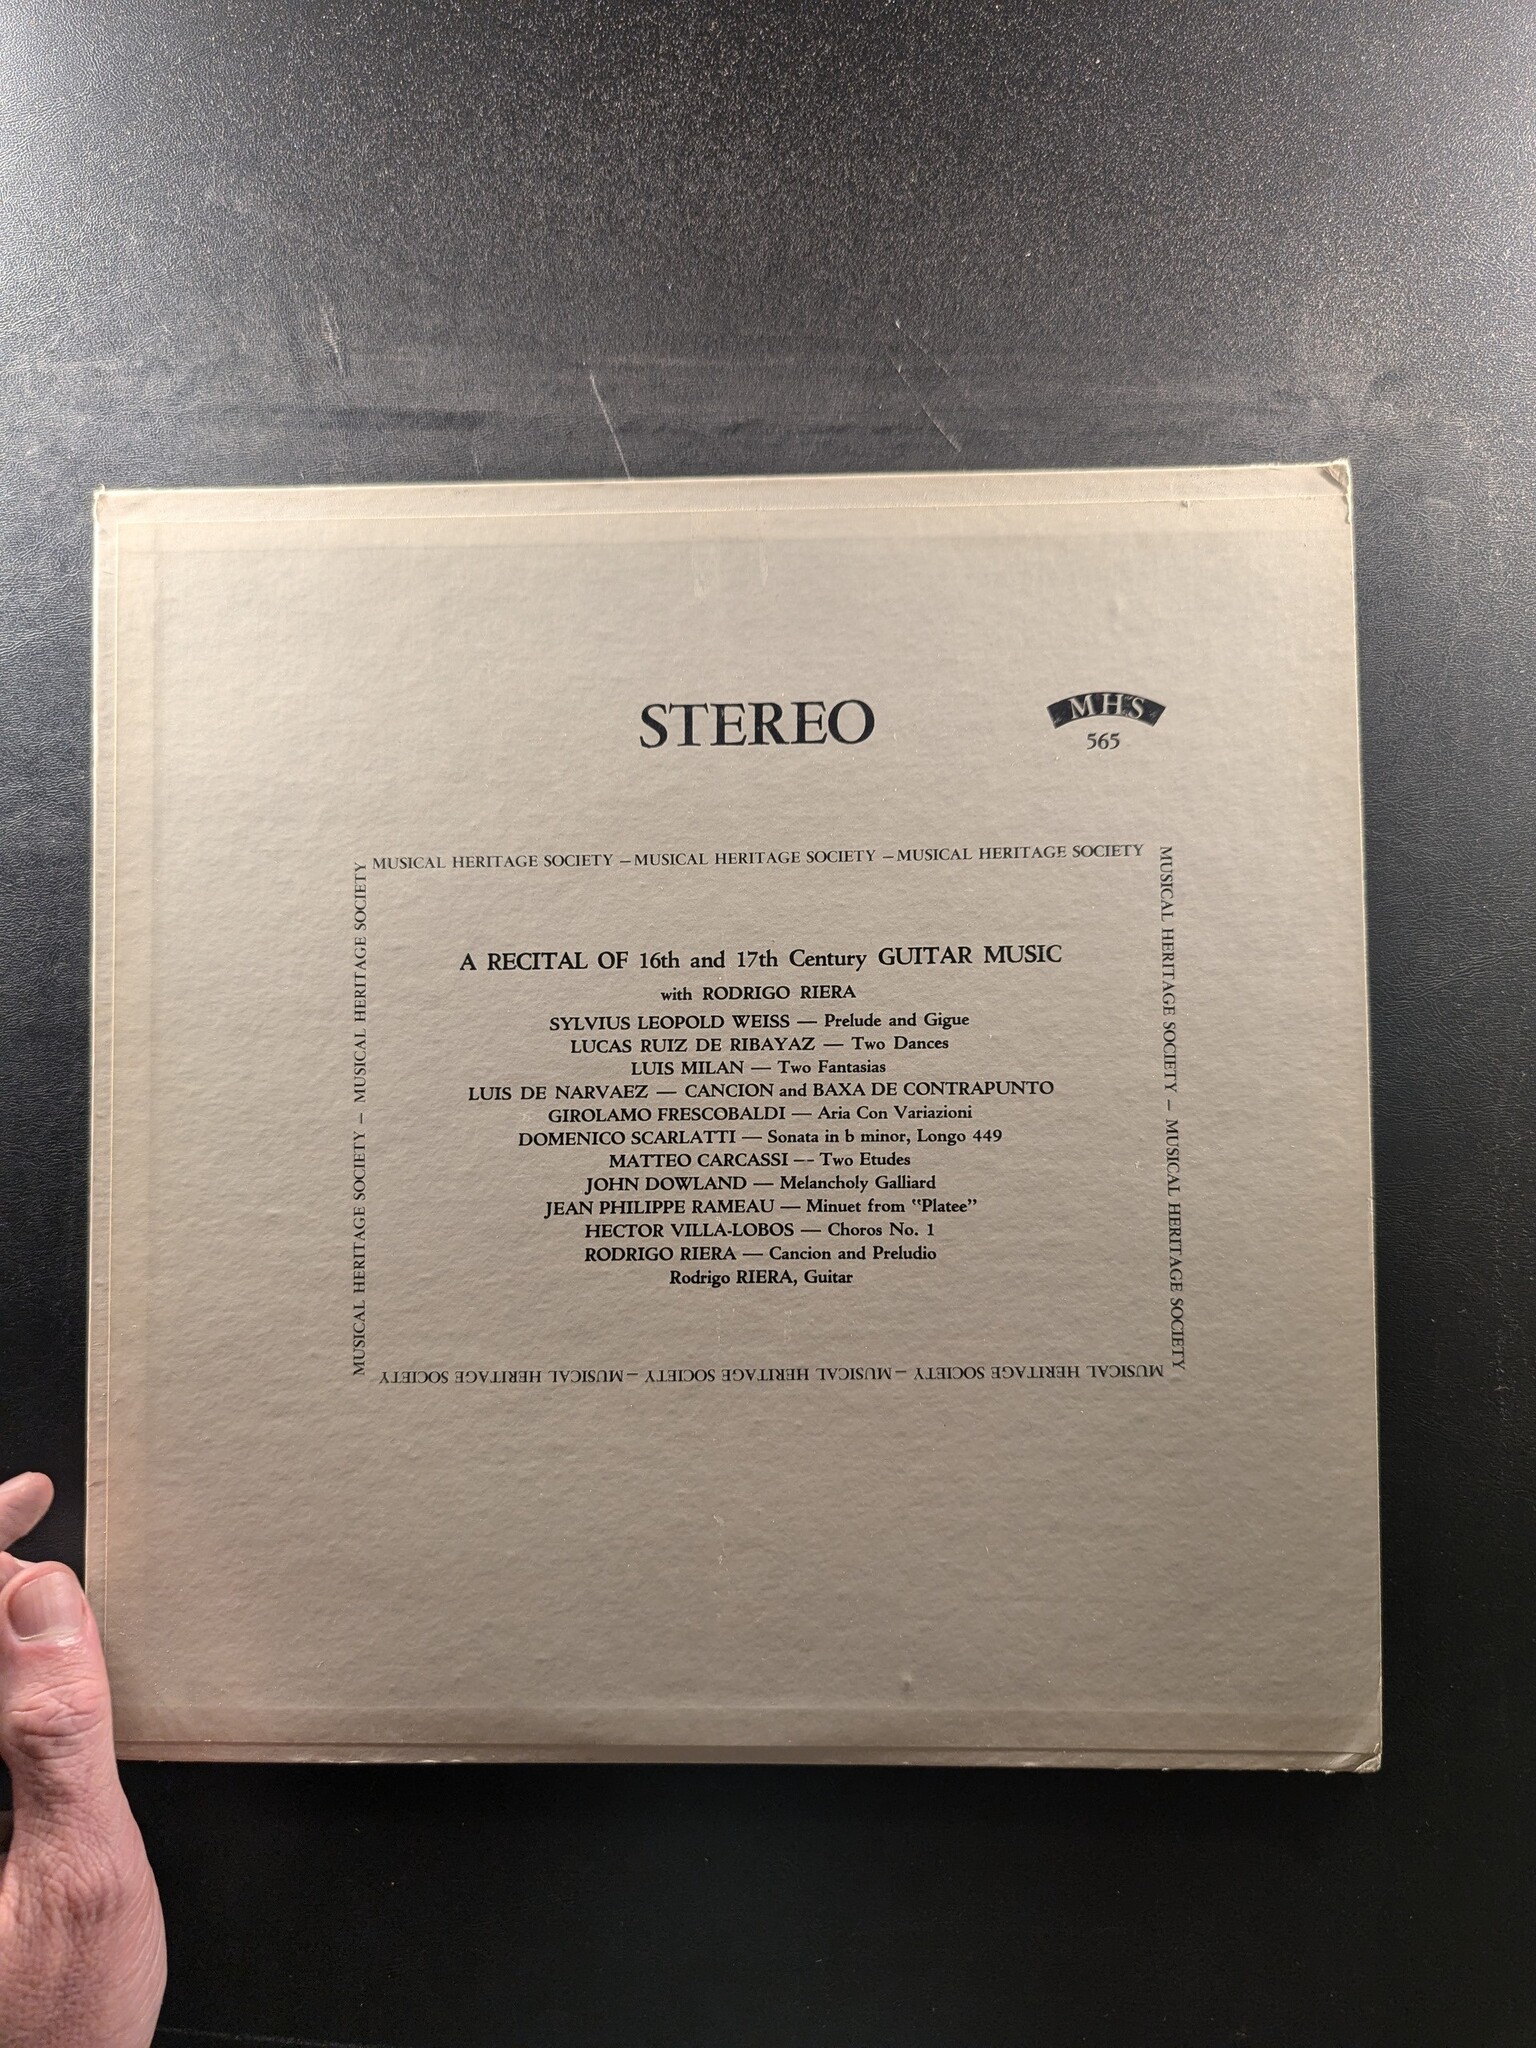 STEREO
MHS
565
MUSICAL HERITAGE SOCIETY — MUSICAL HERITAGE SOCIETY — MUSICAL HERITAGE SOCIETY
MUSICAL HERITAGE SOCIETY — MUSICAL HERITAGE SOCIETY
A RECITAL OF 16th and 17th Century GUITAR MUSIC
with RODRIGO RIERA
SYLVIUS LEOPOLD WEISS — Prelude and Gigue
LUCAS RUIZ DE RIBAYAZ — Two Dances
LUIS MILAN — Two Fantasias
LUIS DE NARVAEZ — CANCION and BAXA DE CONTRAPUNTO
GIROLAMO FRESCOBALDI — Aria Con Variazioni
DOMENICO SCARLATTI — Sonata in b minor, Longo 449
MATTEO CARCASSI –- Two Etudes
JOHN DOWLAND — Melancholy Galliard
JEAN PHILIPPE RAMEAU — Minuet from "Platee"
HECTOR VILLA-LOBOS — Choros No. 1
RODRIGO RIERA — Cancion and Preludio
Rodrigo RIERA, Guitar
MUSICAL HERITAGE SOCIETY — MUSICAL HERITAGE SOCIETY
MUSICAL HERITAGE SOCIETY — MUSICAL HERITAGE SOCIETY — MUSICAL HERITAGE SOCIETY